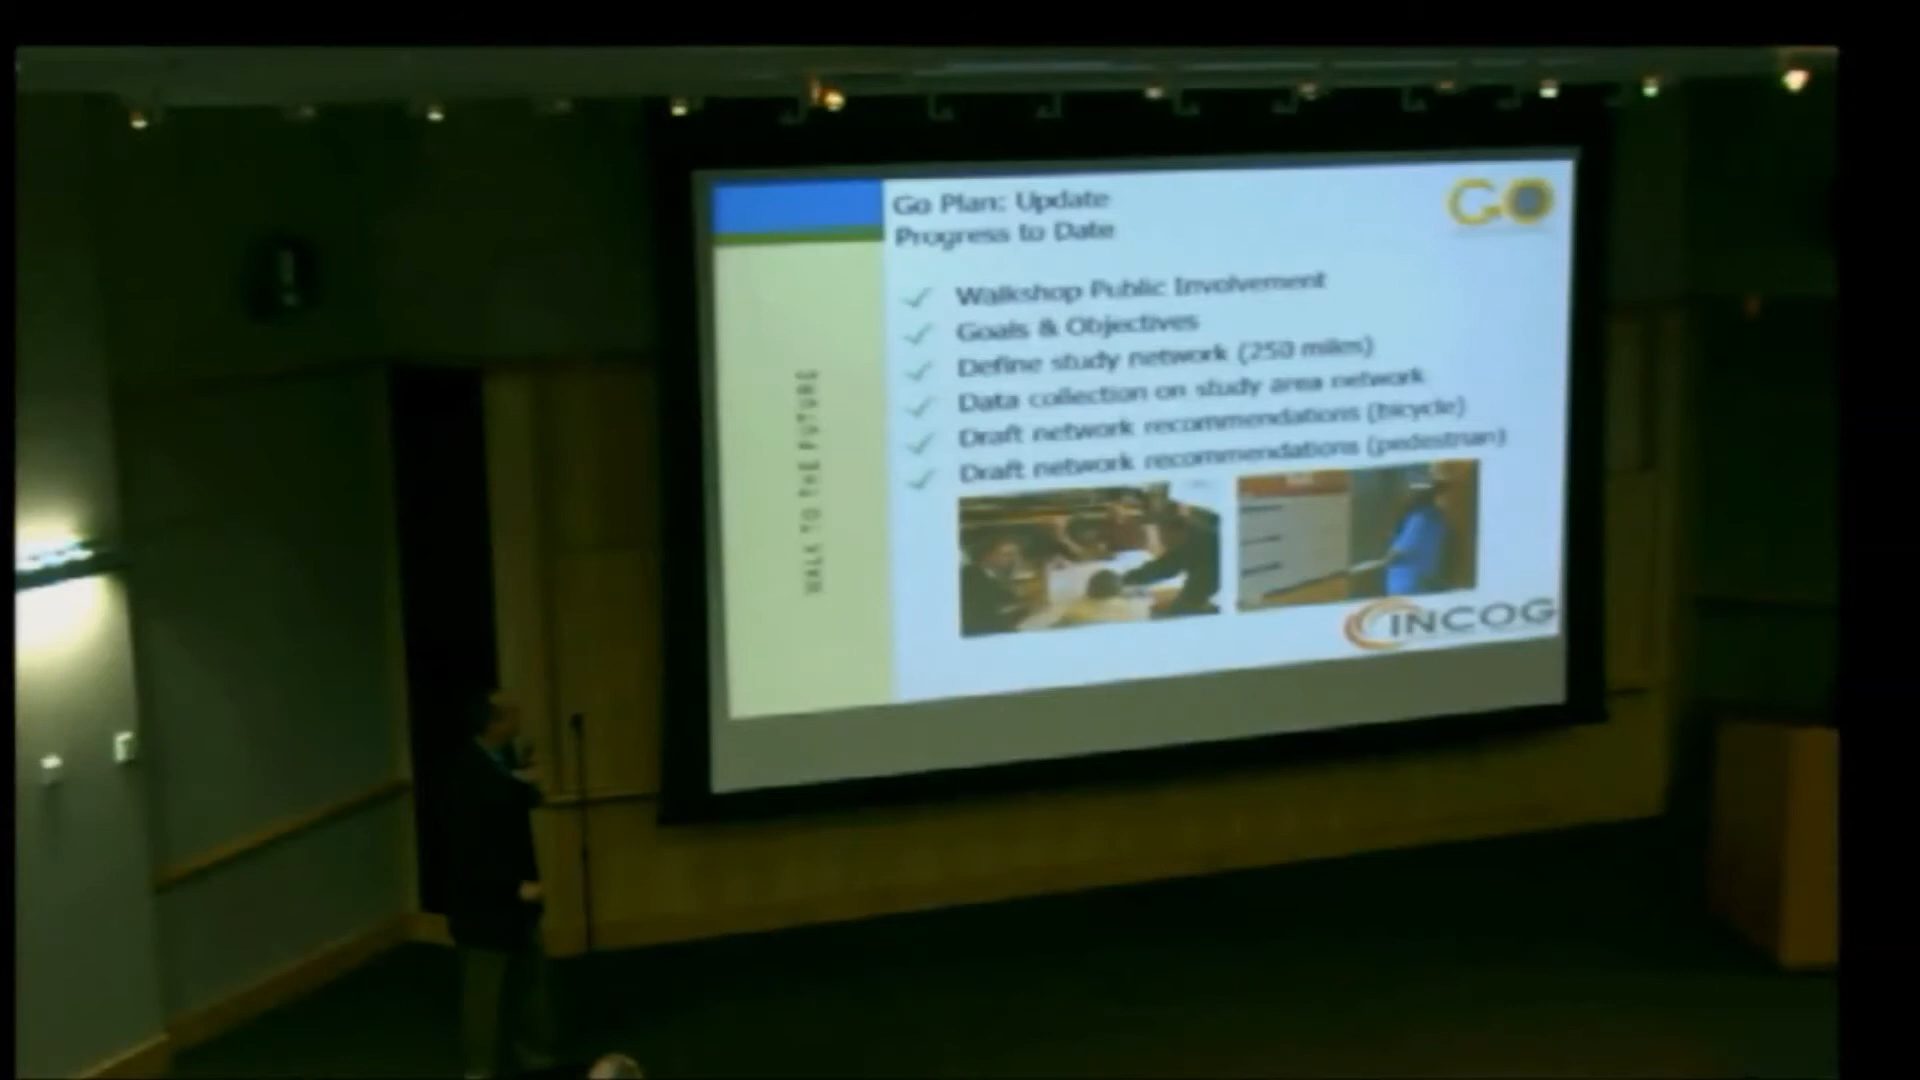 Go Plan: Update
Progress to Date
GO
Walkshop Public Involvement
Goals & Objectives
Define study network (250 miles)
Data collection on study area network
Draft network recommendations (bicycle)
Draft network recommendations (pedestrian)
WALK TO THE FUTURE
INCOG